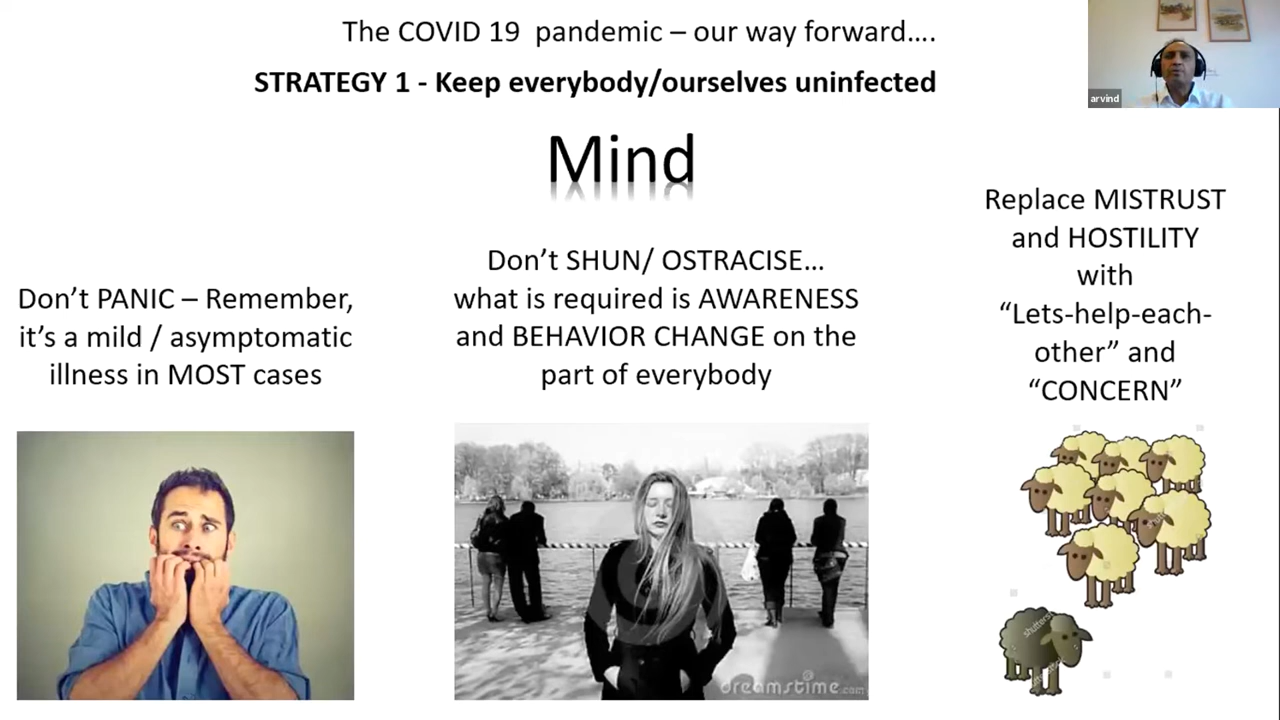 The COVID 19 pandemic – our way forward….
STRATEGY 1 - Keep everybody/ourselves uninfected
arvind
Mind
Don’t PANIC – Remember,
it’s a mild / asymptomatic
illness in MOST cases
Don’t SHUN/ OSTRACISE…
what is required is AWARENESS
and BEHAVIOR CHANGE on the
part of everybody
Replace MISTRUST
and HOSTILITY
with
“Lets-help-each-
other” and
“CONCERN”
dreamstime.com